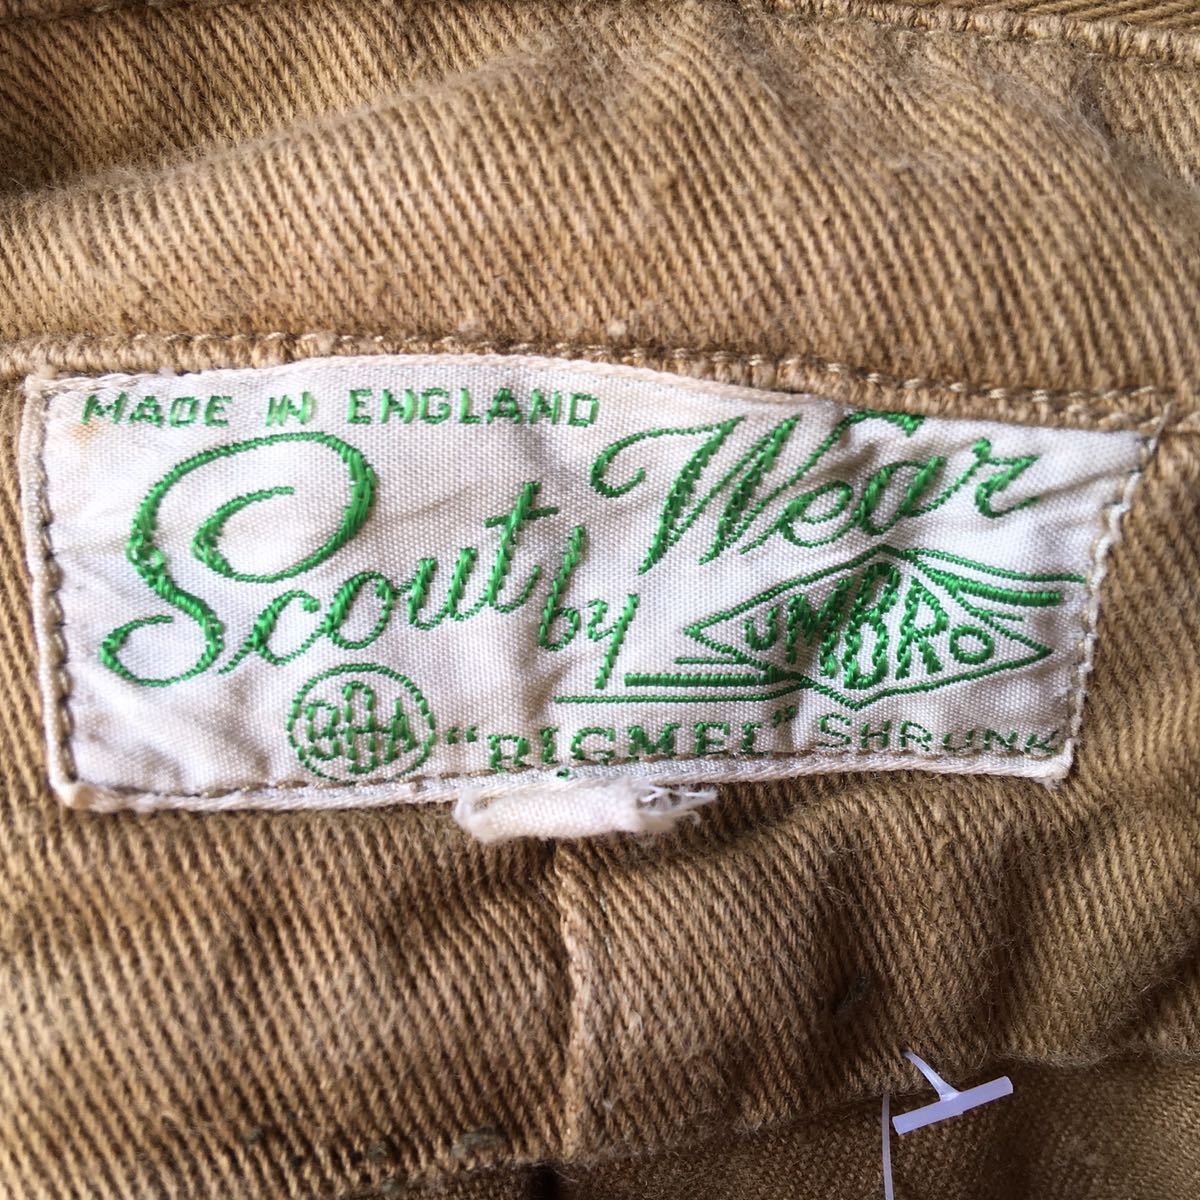 MADE IN ENGLAND
Scout Wear
by UMBRO
"RIGMEL" SHRUNK